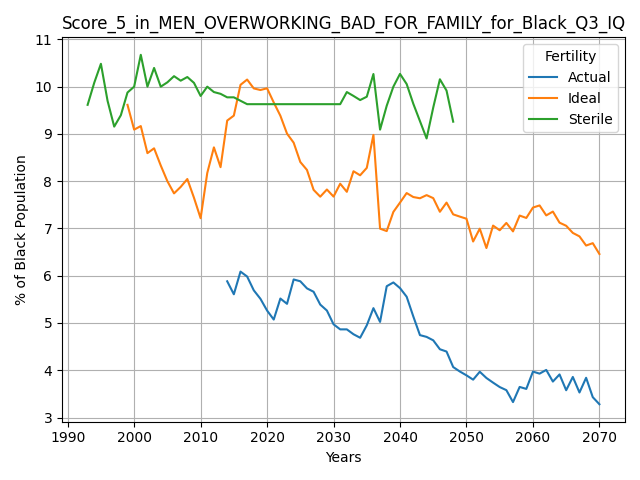 Score_5_in_MEN_OVERWORKING_BAD_FOR_FAMILY_for_Black_Q3_IQ
Fertility
Actual
Ideal
Sterile
% of Black Population
11
10
9
8
7
6
5
4
3
1990 2000 2010 2020 2030 2040 2050 2060 2070
Years